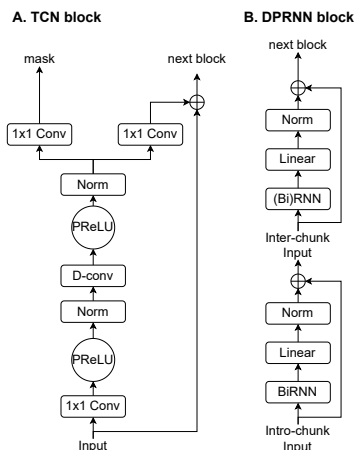 A. TCN block
mask
next block
1x1 Conv
1x1 Conv
Norm
PReLU
D-conv
Norm
PReLU
1x1 Conv
Input
B. DPRNN block
next block
Norm
Linear
(Bi)RNN
Inter-chunk
Input
Norm
Linear
BiRNN
Intro-chunk
Input